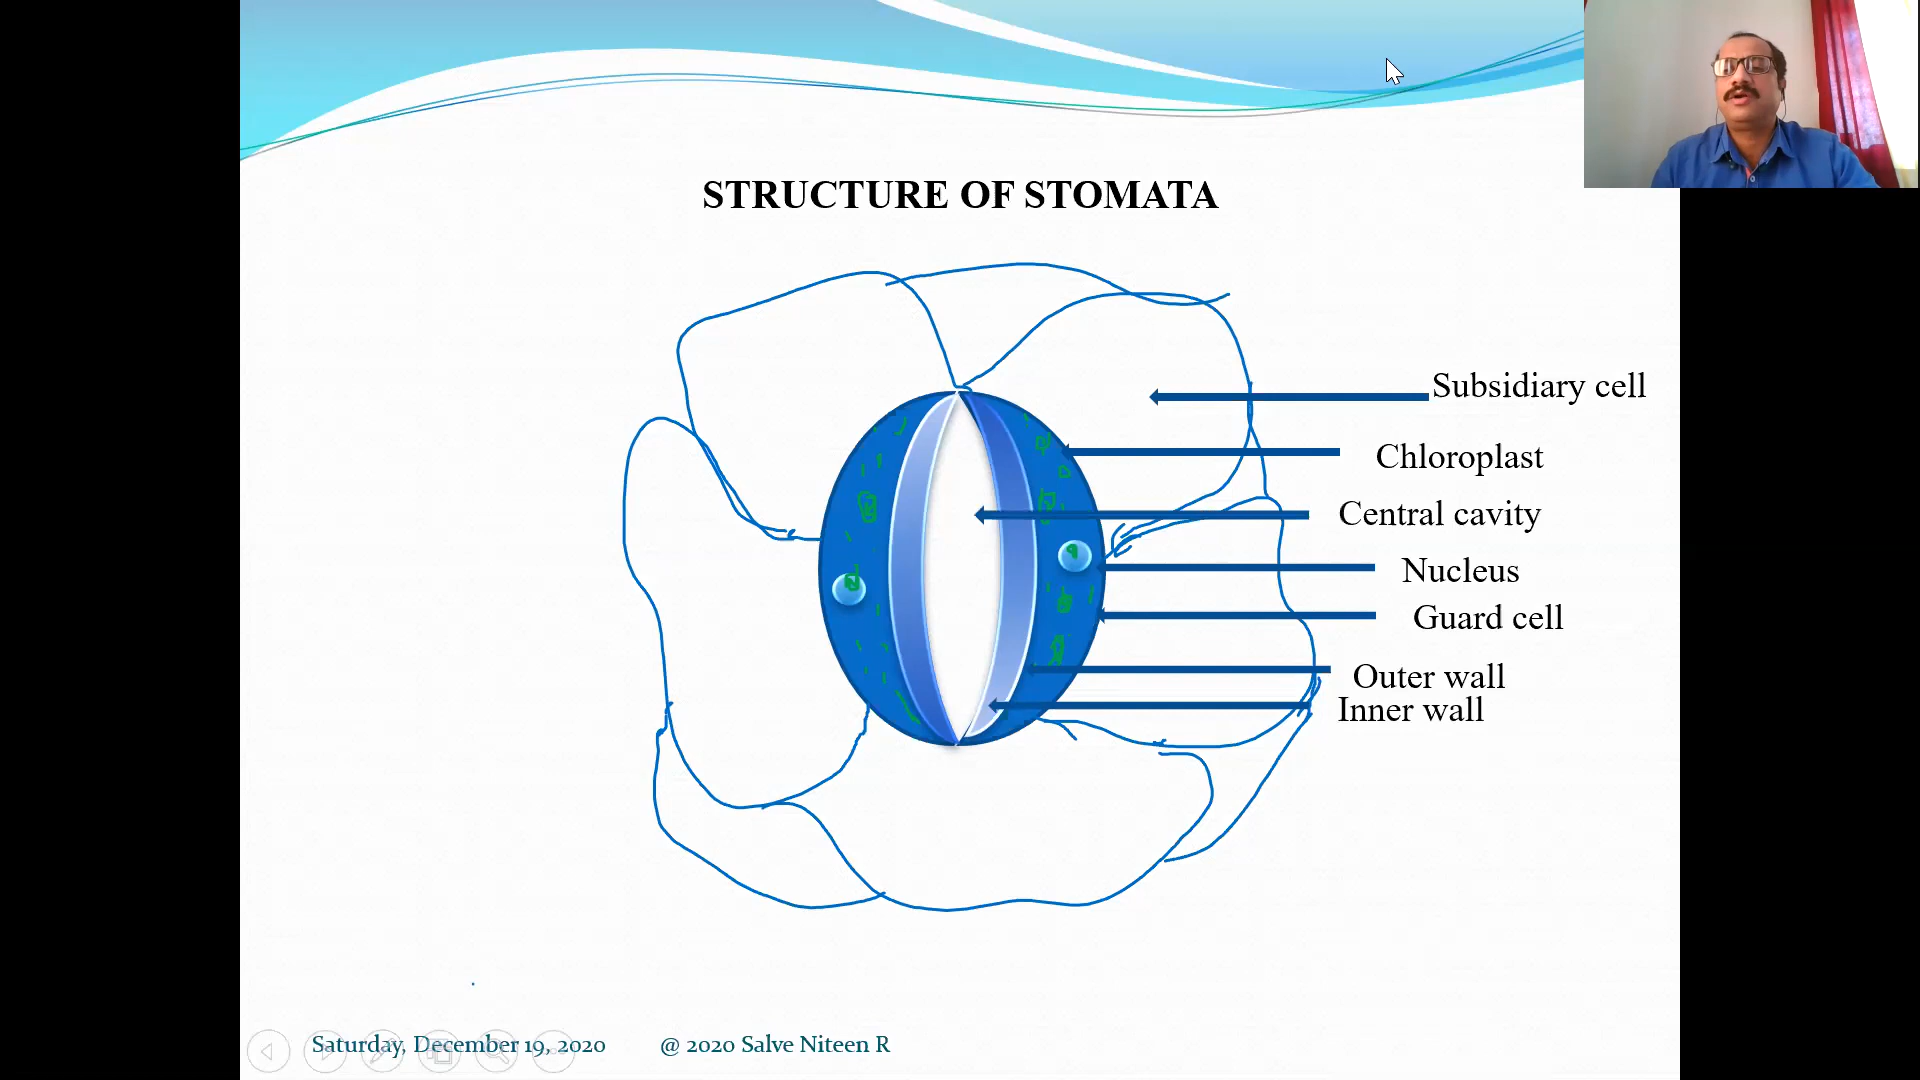 STRUCTURE OF STOMATA
Subsidiary cell
Chloroplast
Central cavity
Nucleus
Guard cell
Outer wall
Inner wall
Saturday, December 19, 2020
@ 2020 Salve Niteen R